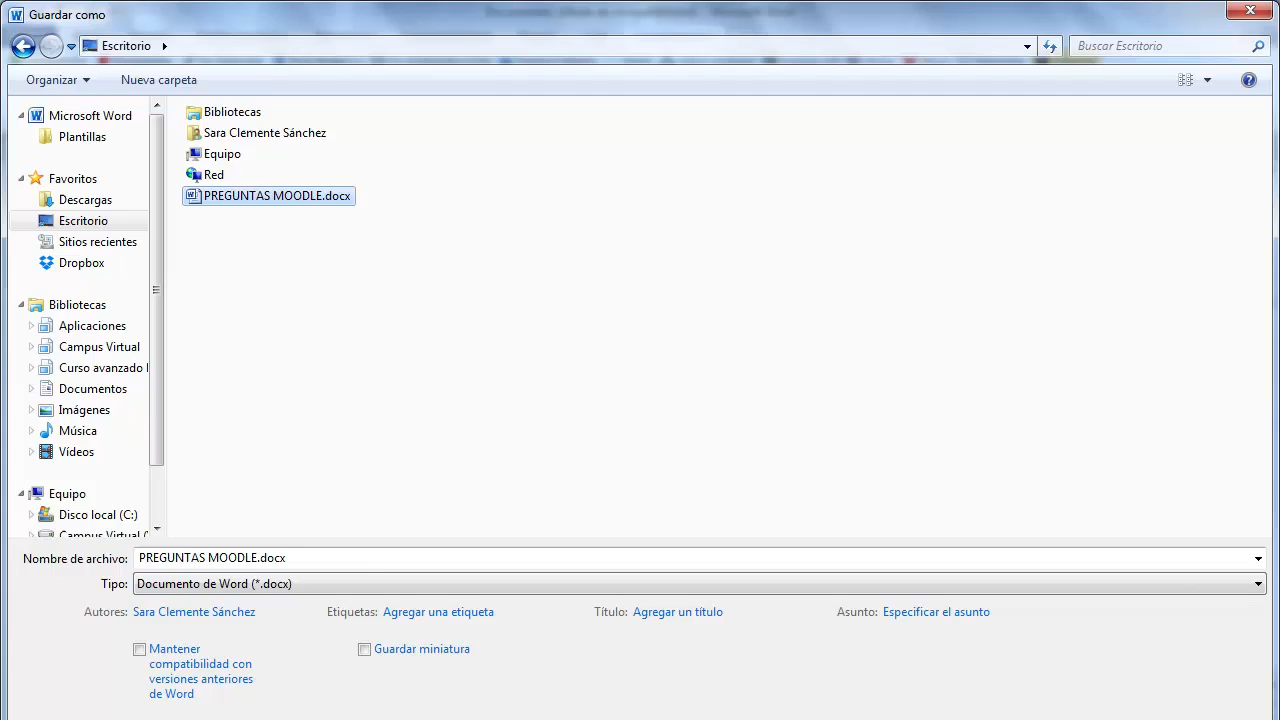 Guardar como
Escritorio
Buscar Escritorio
Organizar
Nueva carpeta
Microsoft Word
Plantillas
Favoritos
Descargas
Escritorio
Sitios recientes
Dropbox
Bibliotecas
Aplicaciones
Campus Virtual
Curso avanzado
Documentos
Imágenes
Música
Vídeos
Equipo
Disco local (C:)
Campus Virtual (
Bibliotecas
Sara Clemente Sánchez
Equipo
Red
PREGUNTAS MOODLE.docx
Nombre de archivo: PREGUNTAS MOODLE.docx
Tipo: Documento de Word (*.docx)
Autores: Sara Clemente Sánchez Etiquetas: Agregar una etiqueta Título: Agregar un título Asunto: Especificar el asunto
Mantener
compatibilidad con
versiones anteriores
de Word
Guardar miniatura